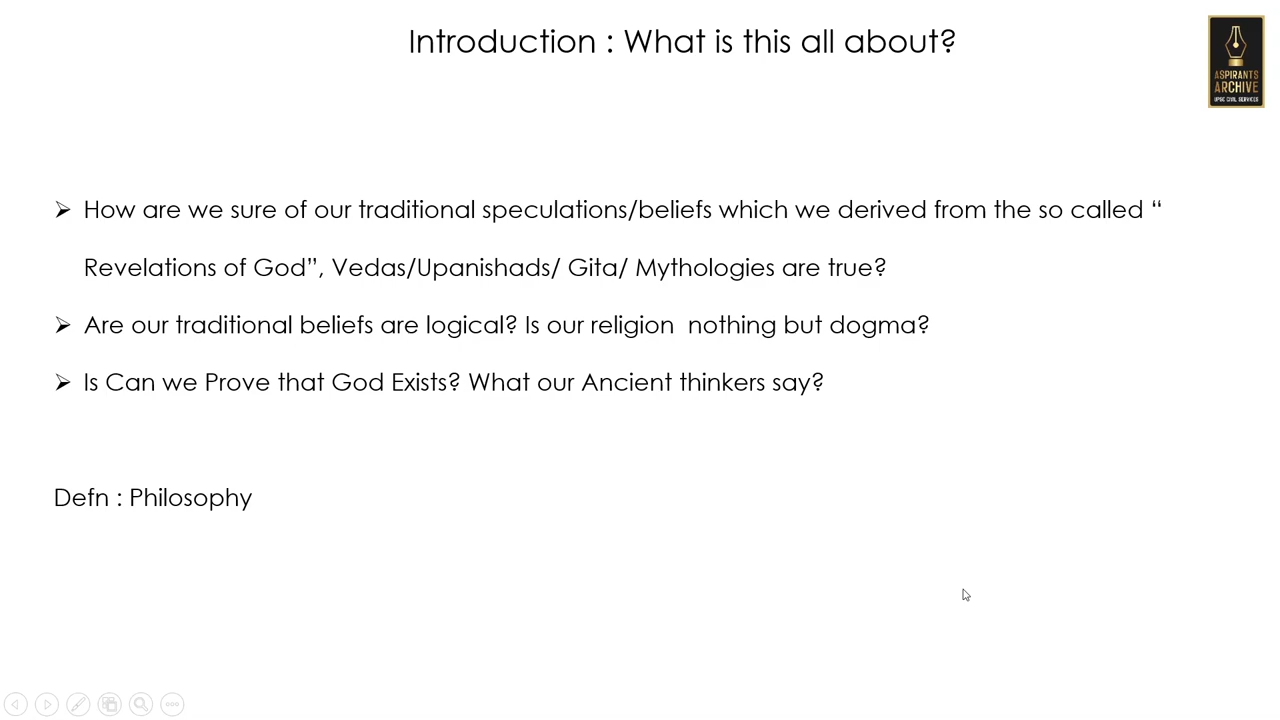 Introduction : What is this all about?
ASPIRANTS
ARCHIVE
UPSC CIVIL SERVICES
➢ How are we sure of our traditional speculations/beliefs which we derived from the so called “
Revelations of God”, Vedas/Upanishads/ Gita/ Mythologies are true?
➢ Are our traditional beliefs are logical? Is our religion  nothing but dogma?
➢ Is Can we Prove that God Exists? What our Ancient thinkers say?
Defn : Philosophy